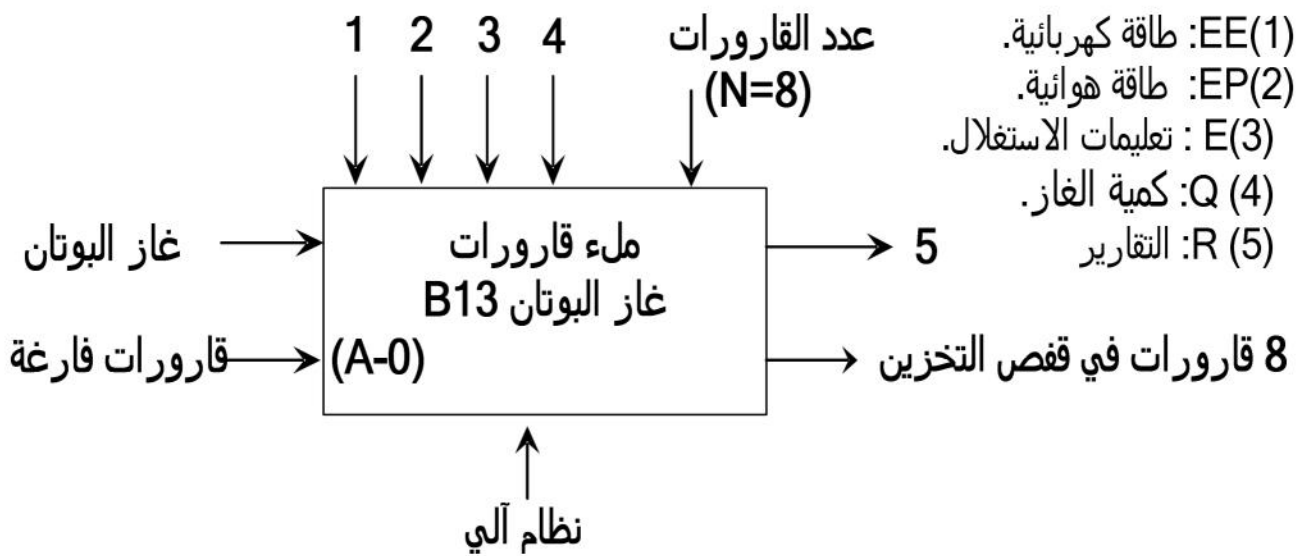 1 2 3 4
عدد القارورات
(N=8)
EE(1): طاقة كهربائية.
EP(2): طاقة هوائية.
E(3) : تعليمات الاستغلال.
Q (4): كمية الغاز.
R (5): التقارير
غاز البوتان
قارورات فارغة
ملء قارورات
غاز البوتان B13
(A-0)
5
8 قارورات في قفص التخزين
نظام آلي